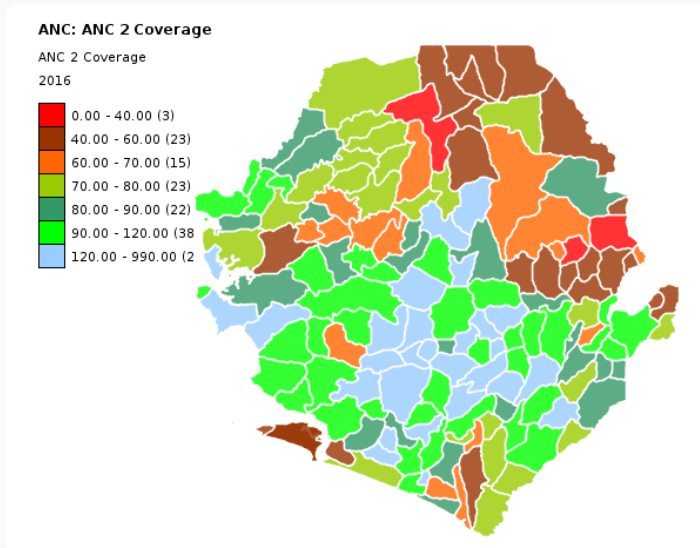 ANC: ANC 2 Coverage
ANC 2 Coverage
2016
0.00 - 40.00 (3)
40.00 - 60.00 (23)
60.00 - 70.00 (15)
70.00 - 80.00 (23)
80.00 - 90.00 (22)
90.00 - 120.00 (38
120.00 - 990.00 (2